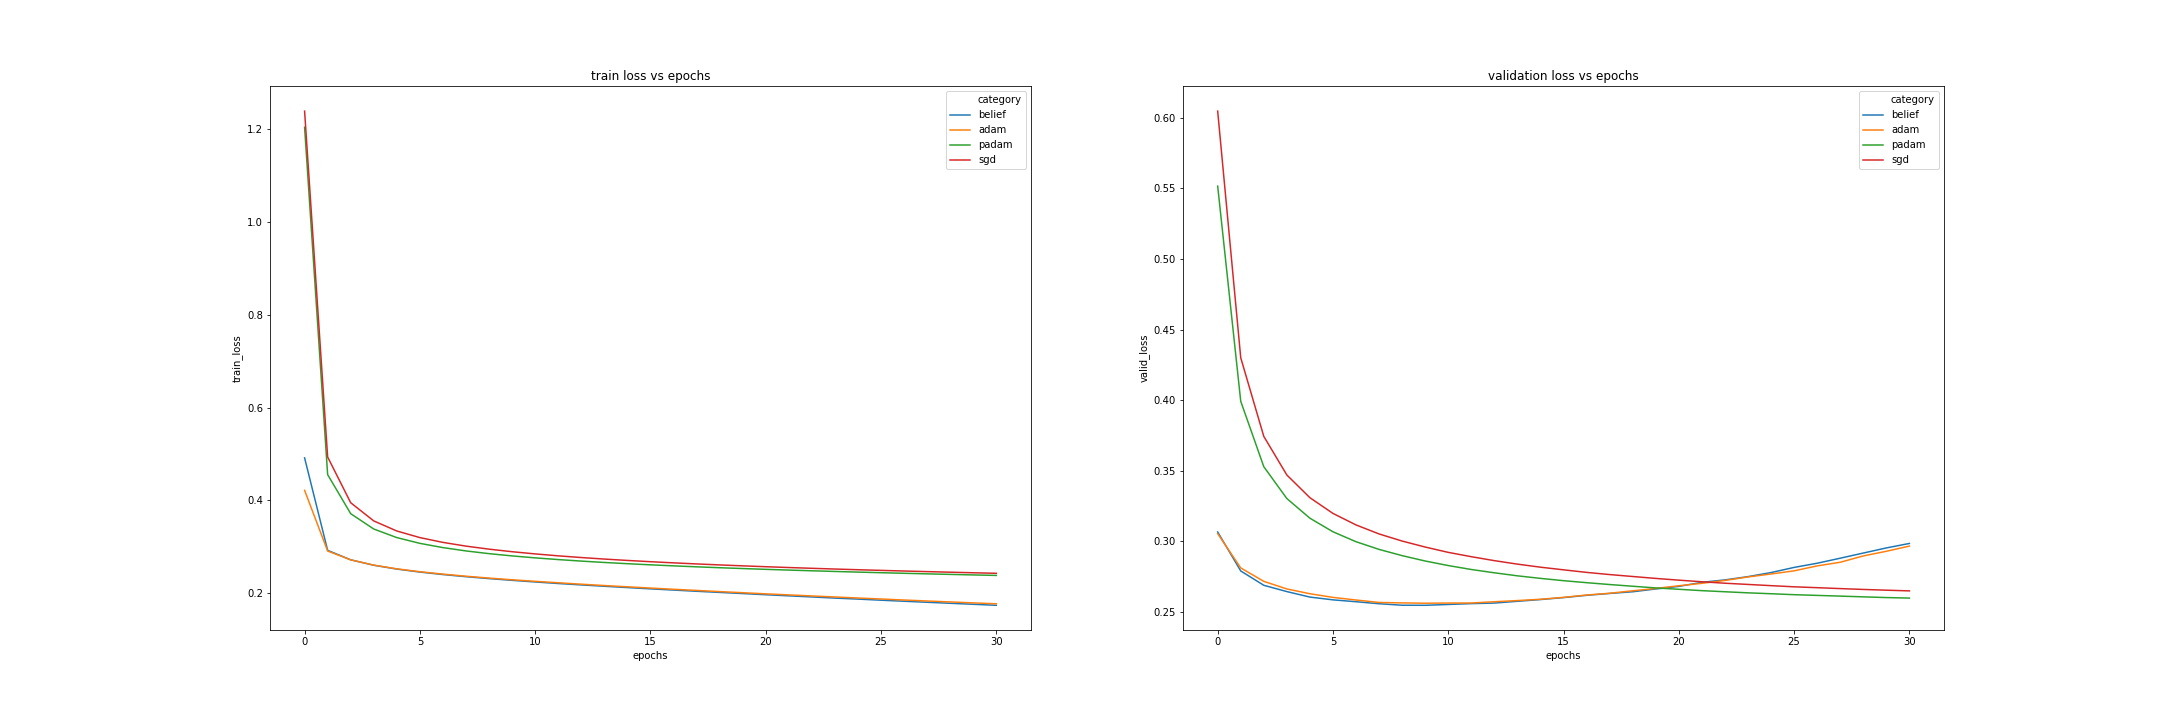 train loss vs epochs
category
belief
adam
padam
sgd
1.2
1.0
0.8
0.6
0.4
0.2
train_loss
0
5
10
15
20
25
30
epochs
validation loss vs epochs
category
belief
adam
padam
sgd
0.60
0.55
0.50
0.45
0.40
0.35
0.30
0.25
valid_loss
0
5
10
15
20
25
30
epochs